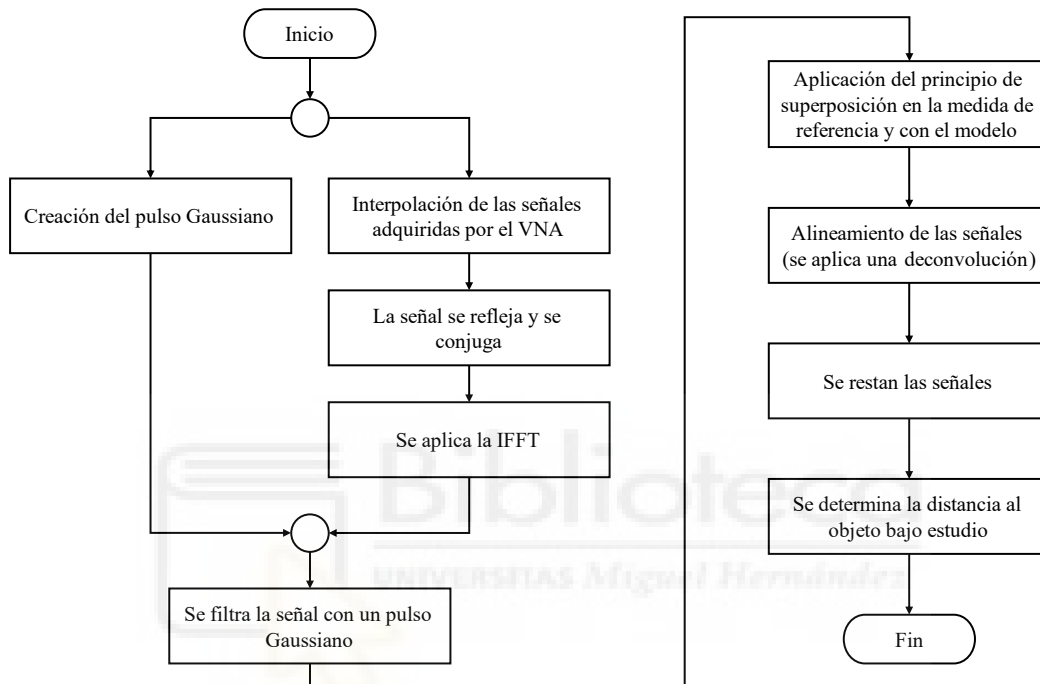 Inicio
Creación del pulso Gaussiano
Interpolación de las señales
adquiridas por el VNA
La señal se refleja y se
conjuga
Se aplica la IFFT
Se filtra la señal con un pulso
Gaussiano
Aplicación del principio de
superposición en la medida de
referencia y con el modelo
Alineamiento de las señales
(se aplica una deconvolución)
Se restan las señales
Se determina la distancia al
objeto bajo estudio
Fin
Biblioteca
UNIVERSITAS Miguel Hernández